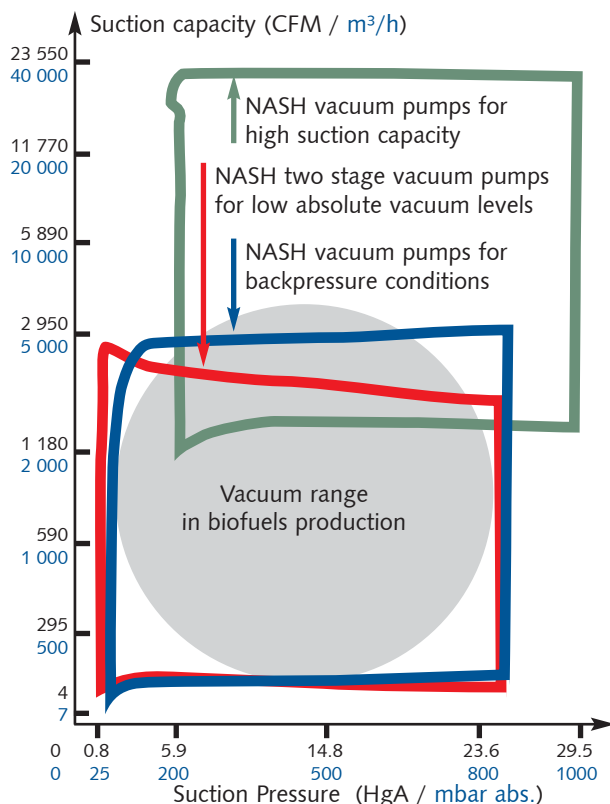 Suction capacity (CFM / m³/h)
23 550
40 000
NASH vacuum pumps for
high suction capacity
11 770
20 000
NASH two stage vacuum pumps
for low absolute vacuum levels
5 890
10 000
NASH vacuum pumps for
backpressure conditions
2 950
5 000
1 180
2 000
Vacuum range
in biofuels production
590
1 000
295
500
4
7
0 0.8 5.9 14.8 23.6 29.5
0 25 200 500 800 1000
Suction Pressure (HgA / mbar abs.)